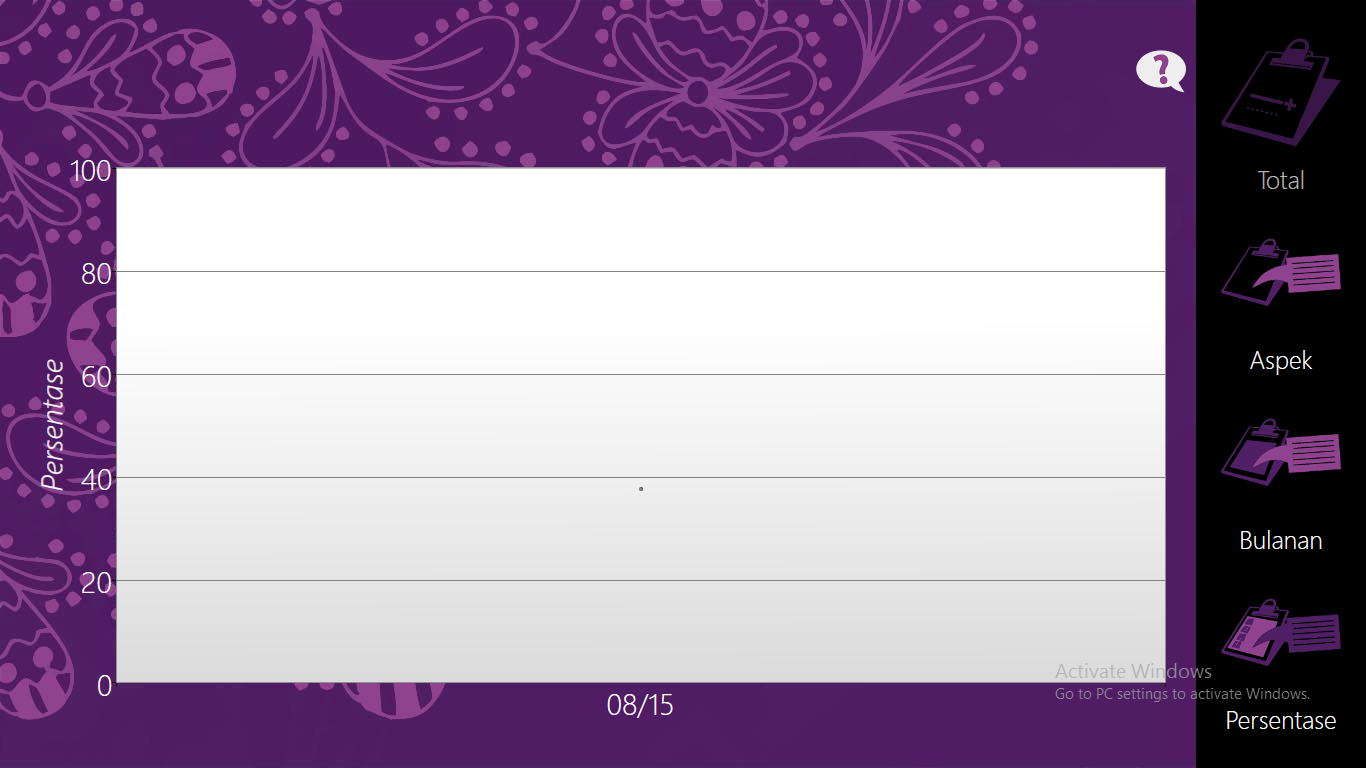 ?
Total
100
80
Aspek
60
Persentase
40
Bulanan
20
0
08/15
Activate Windows
Go to PC settings to activate Windows.
Persentase